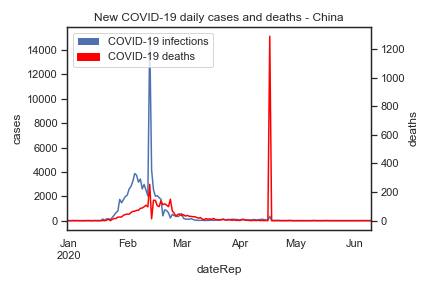 New COVID-19 daily cases and deaths - China
COVID-19 infections
COVID-19 deaths
14000
12000
10000
8000
6000
4000
2000
0
cases
1200
1000
800
600
400
200
0
deaths
Jan Feb Mar Apr May Jun
2020
dateRep